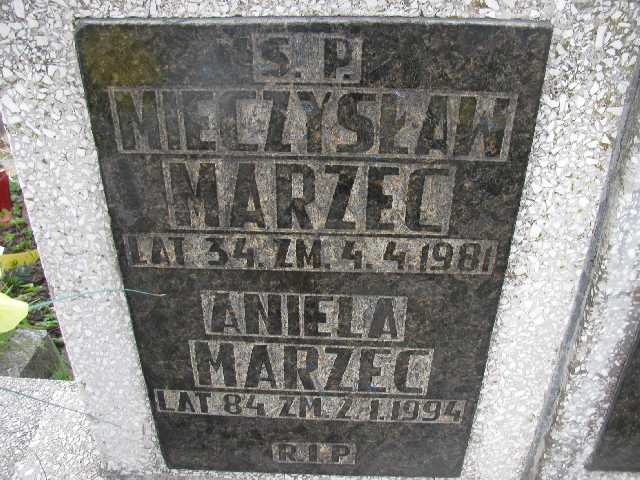 Ś. P.
MIECZYSŁAW
MARZEC
LAT 34. ZM. 4. 4. 1981
ANIELA
MARZEC
LAT 84 ZM. 2. 1. 1994
R. I. P